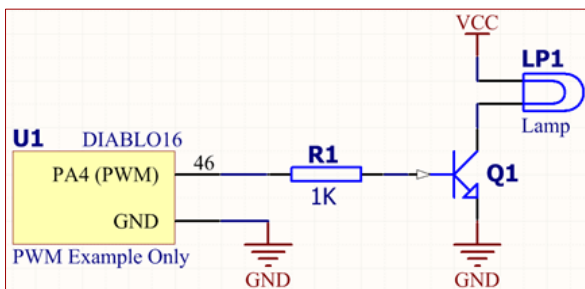 VCC
LP1
Lamp
U1 DIABLO16
PA4 (PWM) 46
R1
1K
Q1
GND
PWM Example Only
GND
GND